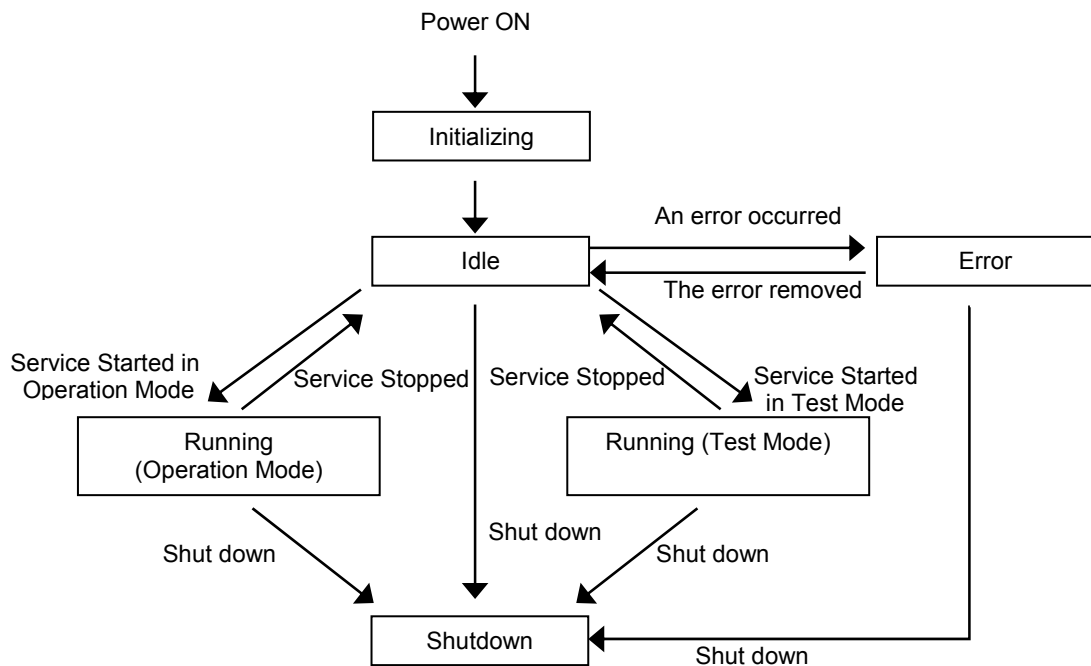 Power ON
Initializing
An error occurred
Idle
Error
The error removed
Service Started in
Operation Mode
Service Stopped
Service Stopped
Service Started
in Test Mode
Running
(Operation Mode)
Running (Test Mode)
Shut down
Shut down
Shut down
Shutdown
Shut down